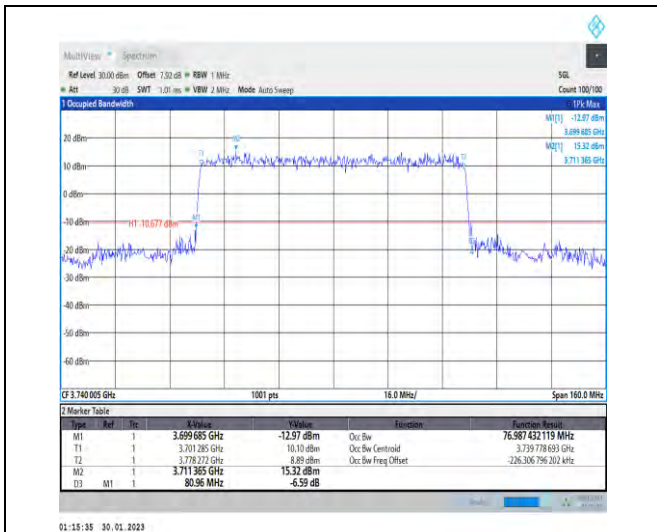 MultiView Spectrum
Ref Level 30.00 dBm Offset 7.92 dB RBW 1 MHz SGL
Att 30 dB SWT 1.01 ms VBW 2 MHz Mode Auto Sweep Count 100/100
1 Occupied Bandwidth 1Pk Max
M1[1] -12.97 dBm
3.699 685 GHz
M2[1] 15.32 dBm
3.711 365 GHz
20 dBm
10 dBm
0 dBm
-10 dBm
H1 -10.677 dBm
M1
T1
M2
T2
-20 dBm
-30 dBm
-40 dBm
-50 dBm
-60 dBm
CF 3.740 005 GHz 1001 pts 16.0 MHz/ Span 160.0 MHz
2 Marker Table
Type Ref Trc X-Value Y-Value Function Function Result
M1 1 3.699 685 GHz -12.97 dBm Occ Bw 76.987 432 119 MHz
T1 1 3.701 285 GHz 10.10 dBm Occ Bw Centroid 3.739 778 693 GHz
T2 1 3.778 272 GHz 8.89 dBm Occ Bw Freq Offset -226.306 796 202 kHz
M2 1 3.711 365 GHz 15.32 dBm
D3 M1 1 80.96 MHz -6.59 dB
01:15:35 30.01.2023